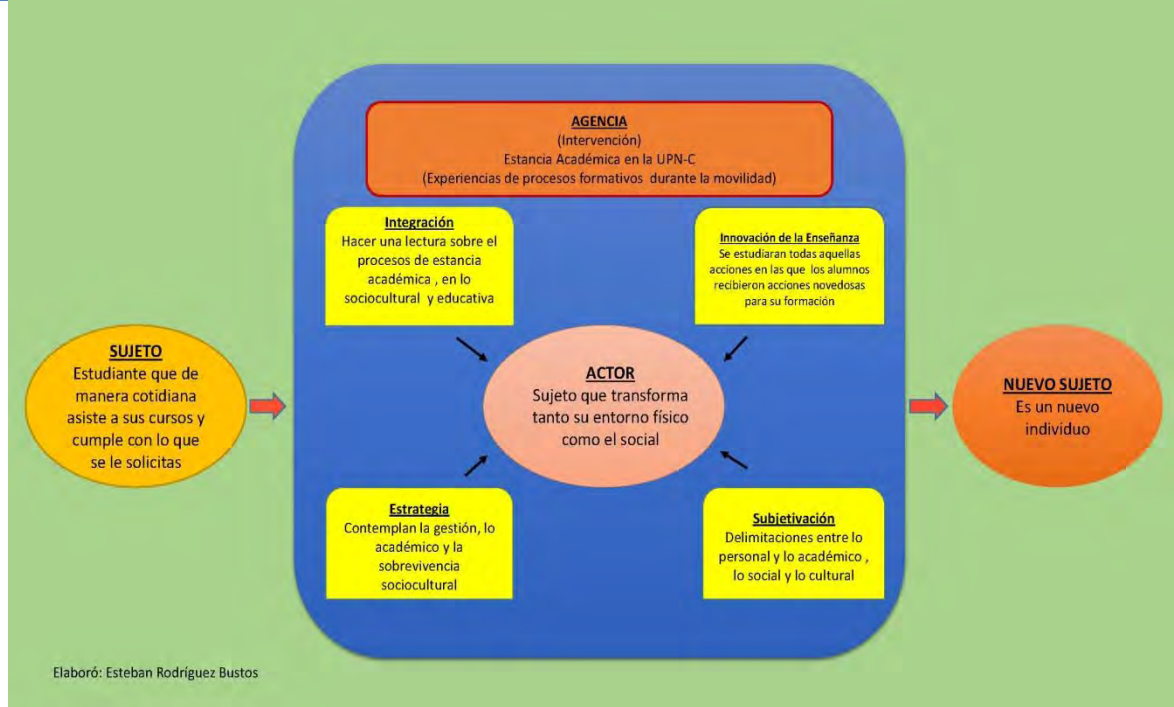 AGENCIA
(Intervención)
Estancia Académica en la UPN-C
(Experiencias de procesos formativos durante la movilidad)
Integración
Hacer una lectura sobre el
procesos de estancia
académica , en lo
sociocultural y educativa
Innovación de la Enseñanza
Se estudiaran todas aquellas
acciones en las que los alumnos
recibieron acciones novedosas
para su formación
SUJETO
Estudiante que de
manera cotidiana
asiste a sus cursos y
cumple con lo que
se le solicitas
ACTOR
Sujeto que transforma
tanto su entorno físico
como el social
NUEVO SUJETO
Es un nuevo
individuo
Estrategia
Contemplan la gestión, lo
académico y la
sobrevivencia
sociocultural
Subjetivación
Delimitaciones entre lo
personal y lo académico ,
lo social y lo cultural
Elaboró: Esteban Rodríguez Bustos